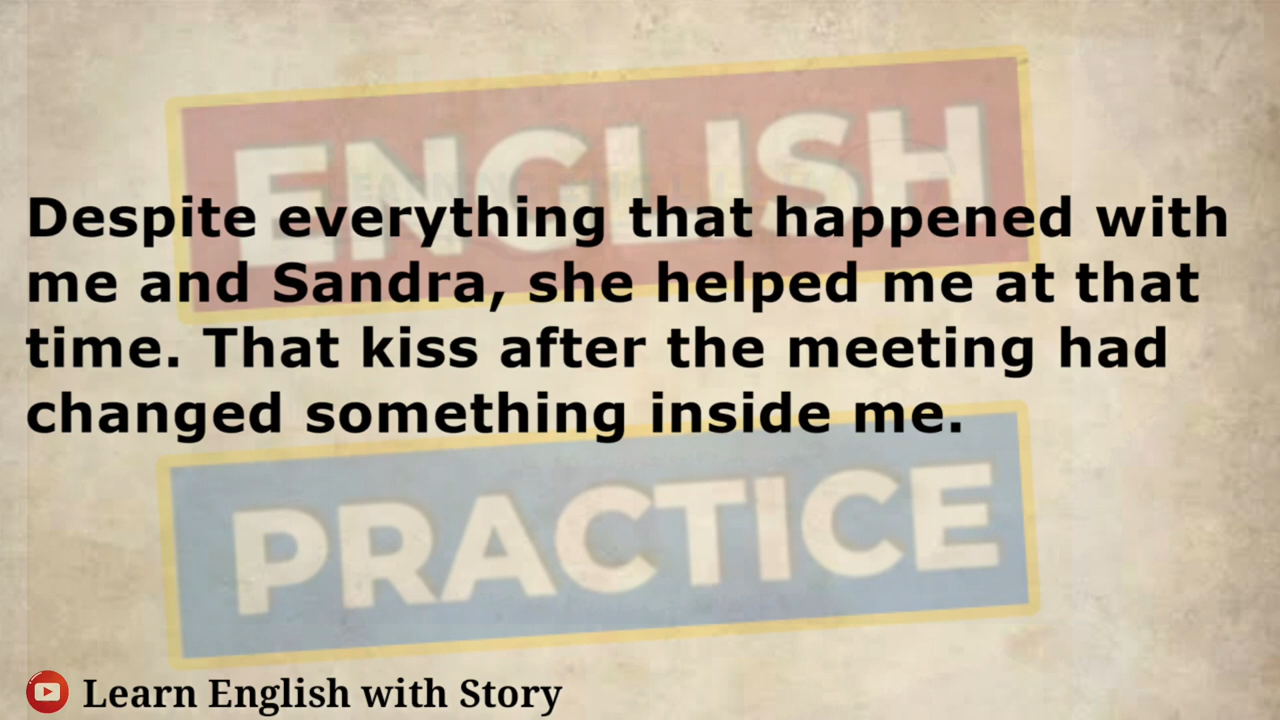 ENGLISH
Despite everything that happened with
me and Sandra, she helped me at that
time. That kiss after the meeting had
changed something inside me.
PRACTICE
Learn English with Story